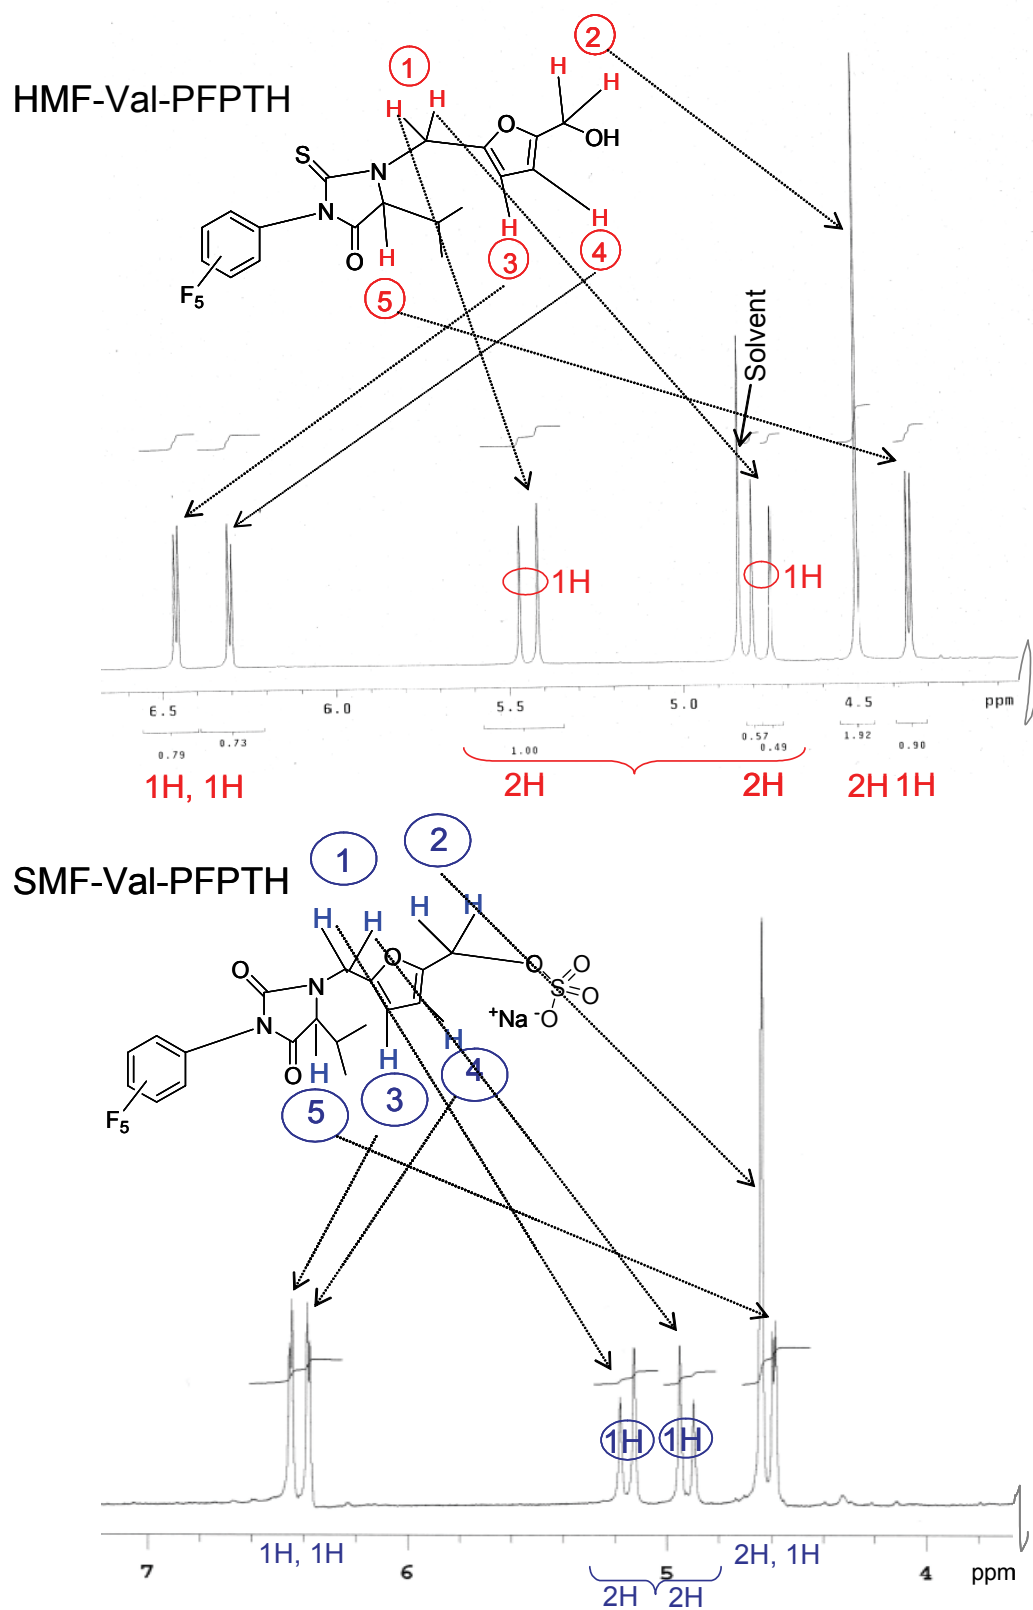 2
1
H
H
H
H
HMF-Val-PFPTH
O
OH
S
N
N
H
H
O
H
3
4
F5
5
Solvent
1H
1H
6.5
6.0
5.5
5.0
4.5
ppm
0.79
0.73
1.00
0.57
0.49
1.92
0.90
1H, 1H
2H
2H
2H 1H
1
2
SMF-Val-PFPTH
H
H
H
H
O
O
O
O
N
S
O
N
+Na -O
H
O
H
H
5
3
4
F5
1H
1H
7
6
5
4
ppm
1H, 1H
2H, 1H
2H
2H